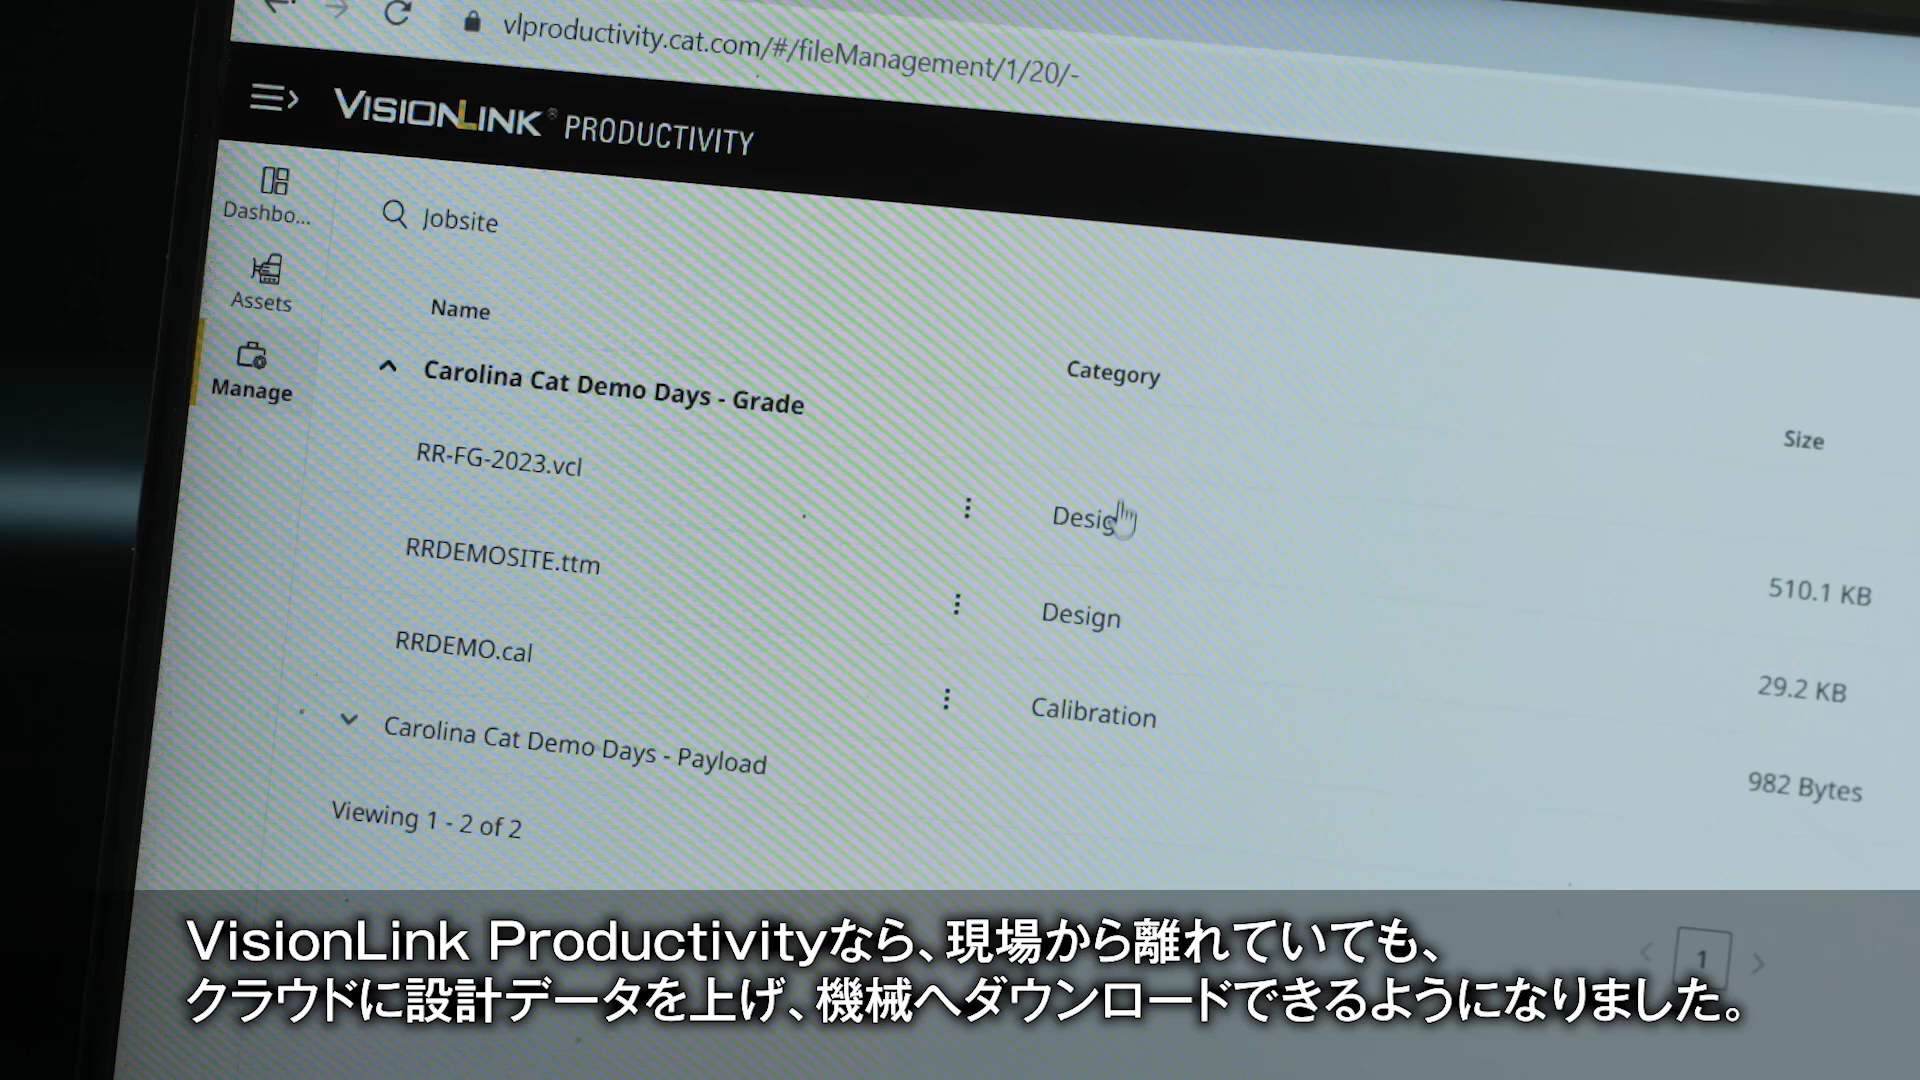 vlproductivity.cat.com/#/fileManagement/1/20/-
VISIONLINK® PRODUCTIVITY
Dashbo...
Jobsite
Assets
Name
Category
Size
Manage
Carolina Cat Demo Days - Grade
RR-FG-2023.vcl
Design
510.1 KB
RRDEMOSITE.ttm
Design
29.2 KB
RRDEMO.cal
Calibration
982 Bytes
Carolina Cat Demo Days - Payload
Viewing 1 - 2 of 2
1
VisionLink Productivityなら、現場から離れていても、
クラウドに設計データを上げ、機械へダウンロードできるようになりました。